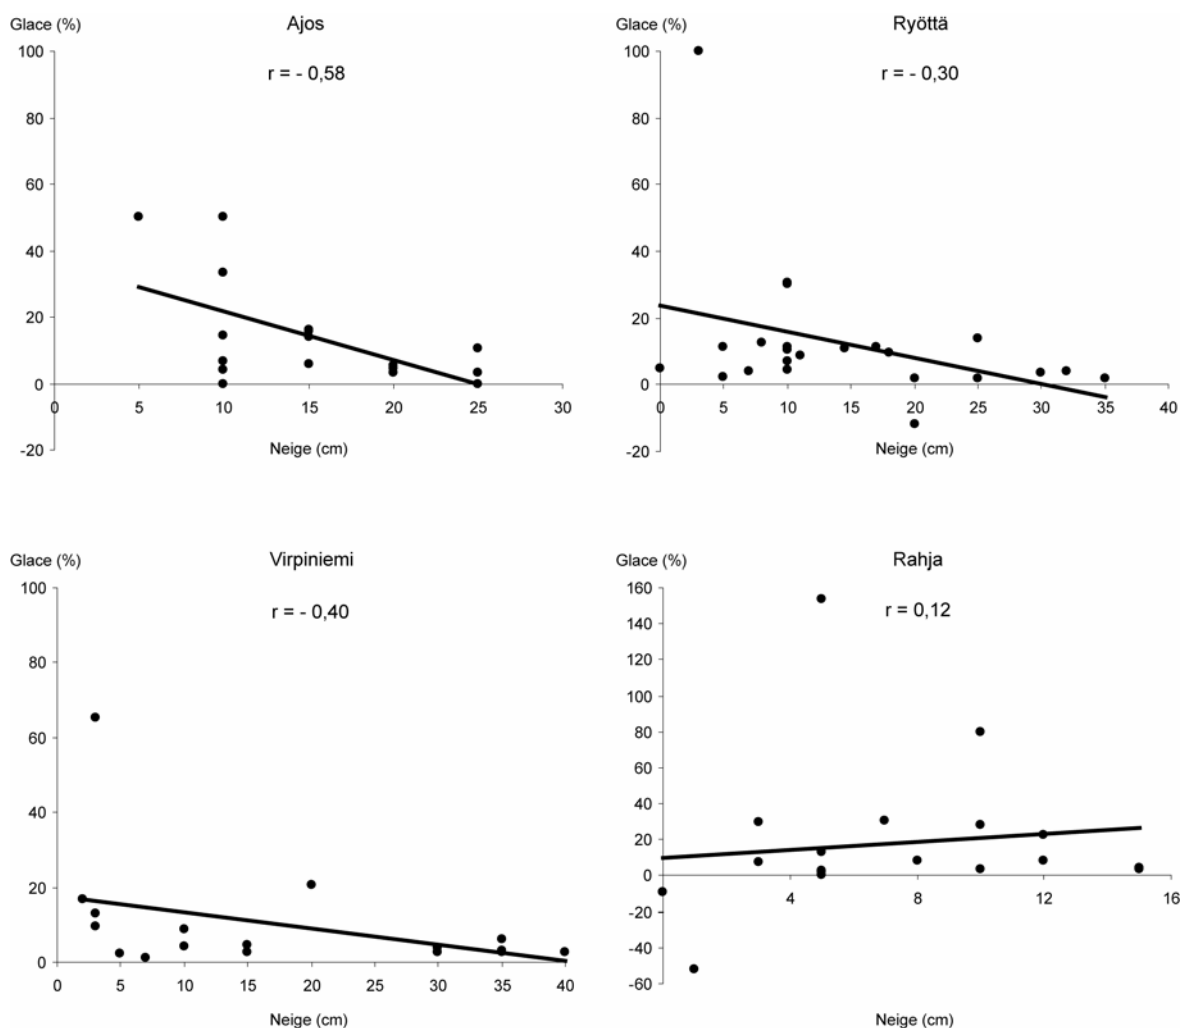 Glace (%)
Ajos
r = - 0,58
100
80
60
40
20
0
-20
0 5 10 15 20 25 30
Neige (cm)
Glace (%)
Ryöttä
r = - 0,30
100
80
60
40
20
0
-20
0 5 10 15 20 25 30 35 40
Neige (cm)
Glace (%)
Virpiniemi
r = - 0,40
100
80
60
40
20
0
0 5 10 15 20 25 30 35 40
Neige (cm)
Glace (%)
Rahja
r = 0,12
160
140
120
100
80
60
40
20
0
-20
-40
-60
4 8 12 16
Neige (cm)